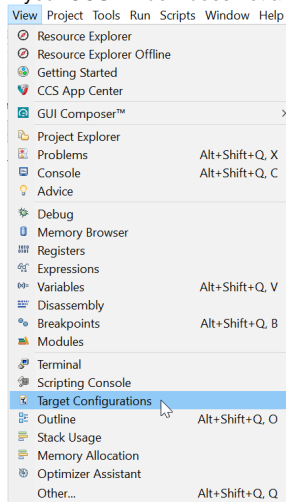 View Project Tools Run Scripts Window Help
Resource Explorer
Resource Explorer Offline
Getting Started
CCS App Center
GUI Composer™ >
Project Explorer
Problems Alt+Shift+Q, X
Console Alt+Shift+Q, C
Advice
Debug
Memory Browser
Registers
Expressions
Variables Alt+Shift+Q, V
Disassembly
Breakpoints Alt+Shift+Q, B
Modules
Terminal
Scripting Console
Target Configurations
Outline Alt+Shift+Q, O
Stack Usage
Memory Allocation
Optimizer Assistant
Other... Alt+Shift+Q, Q